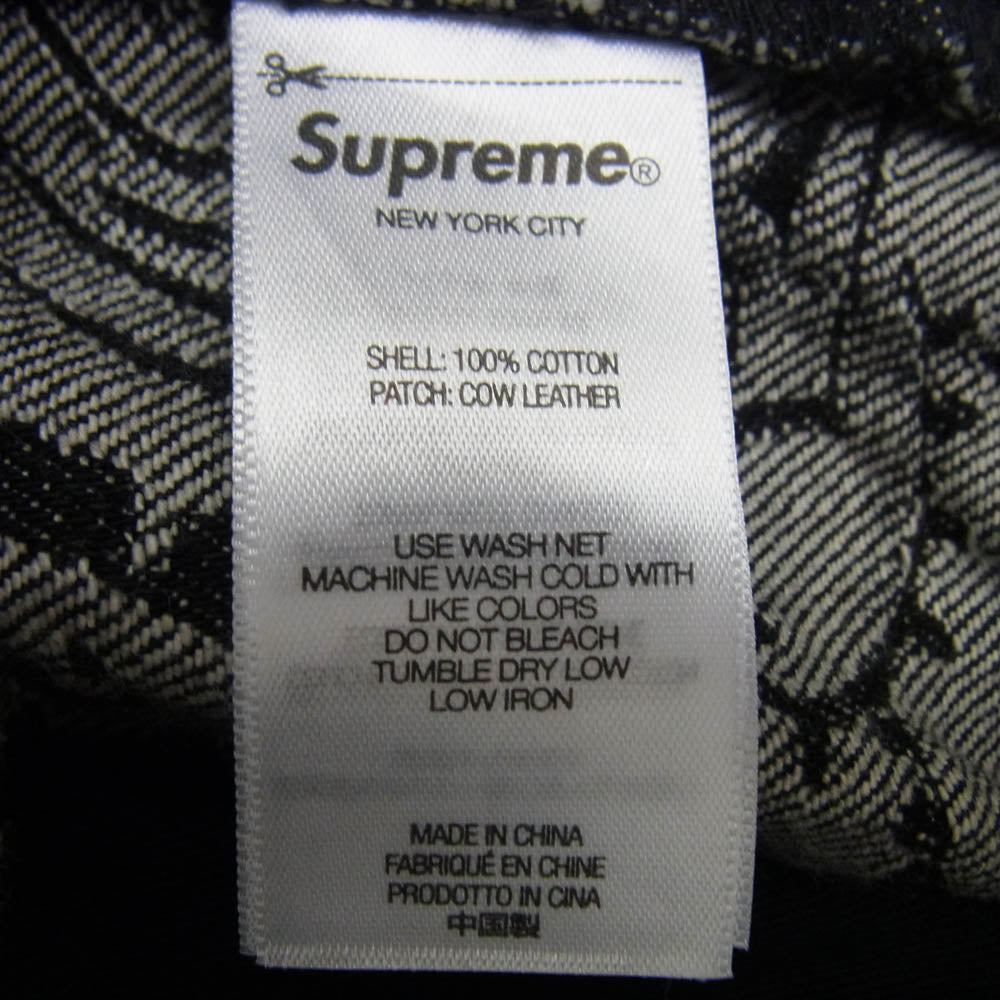 Supreme®
NEW YORK CITY
SHELL: 100% COTTON
PATCH: COW LEATHER
USE WASH NET
MACHINE WASH COLD WITH
LIKE COLORS
DO NOT BLEACH
TUMBLE DRY LOW
LOW IRON
MADE IN CHINA
FABRIQUÉ EN CHINE
PRODOTTO IN CINA
中国製